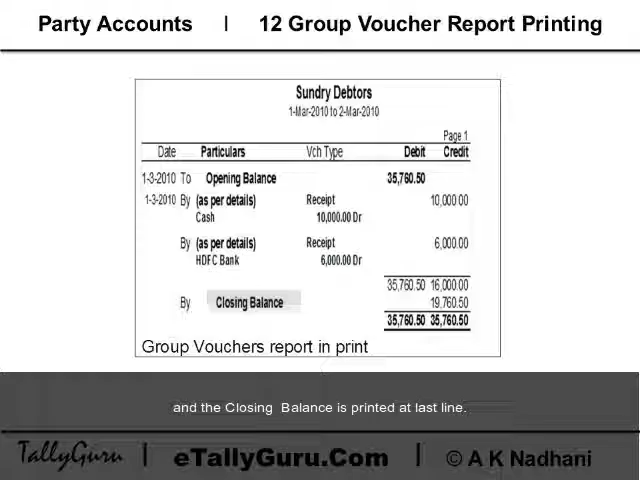 Party Accounts | 12 Group Voucher Report Printing
Sundry Debtors
1-Mar-2010 to 2-Mar-2010
Page 1
Date Particulars Vch Type Debit Credit
1-3-2010 To Opening Balance 35,760.50
1-3-2010 By (as per details) Receipt 10,000.00
Cash 10,000.00 Dr
By (as per details) Receipt 6,000.00
HDFC Bank 6,000.00 Dr
35,760.50 16,000.00
By Closing Balance 19,760.50
35,760.50 35,760.50
Group Vouchers report in print
and the Closing Balance is printed at last line.
TallyGuru | eTallyGuru.Com | © A K Nadhani